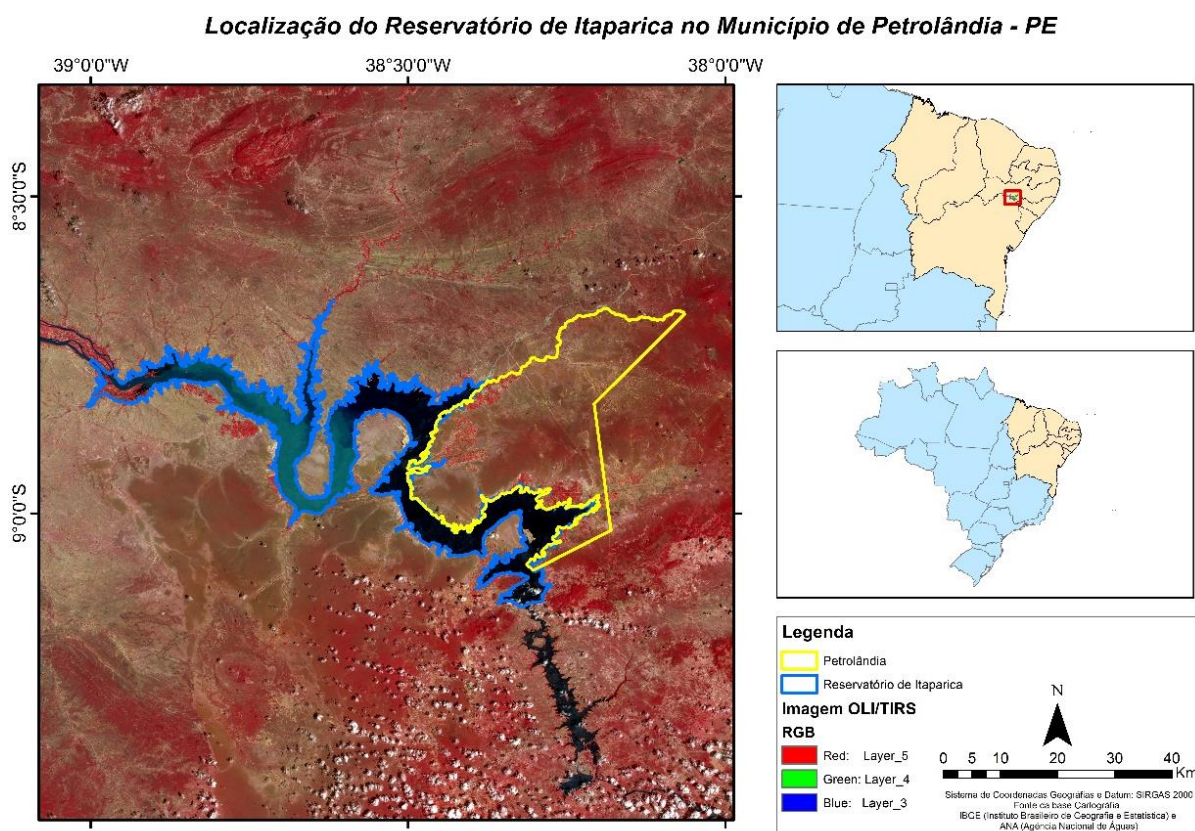 Localização do Reservatório de Itaparica no Município de Petrolândia - PE
39°0'0"W 38°30'0"W 38°0'0"W
8°30'0"S
9°0'0"S
Legenda
Petrolândia
Reservatório de Itaparica
Imagem OLI/TIRS
RGB
Red: Layer_5
Green: Layer_4
Blue: Layer_3
N
0 5 10 20 30 40
Km
Sistema de Coordenadas Geografias e Datum: SIRGAS 2000
Fonte da base Cartografia
IBGE (Instituto Brasileiro de Geografia e Estatística) e
ANA (Agência Nacional de Águas)